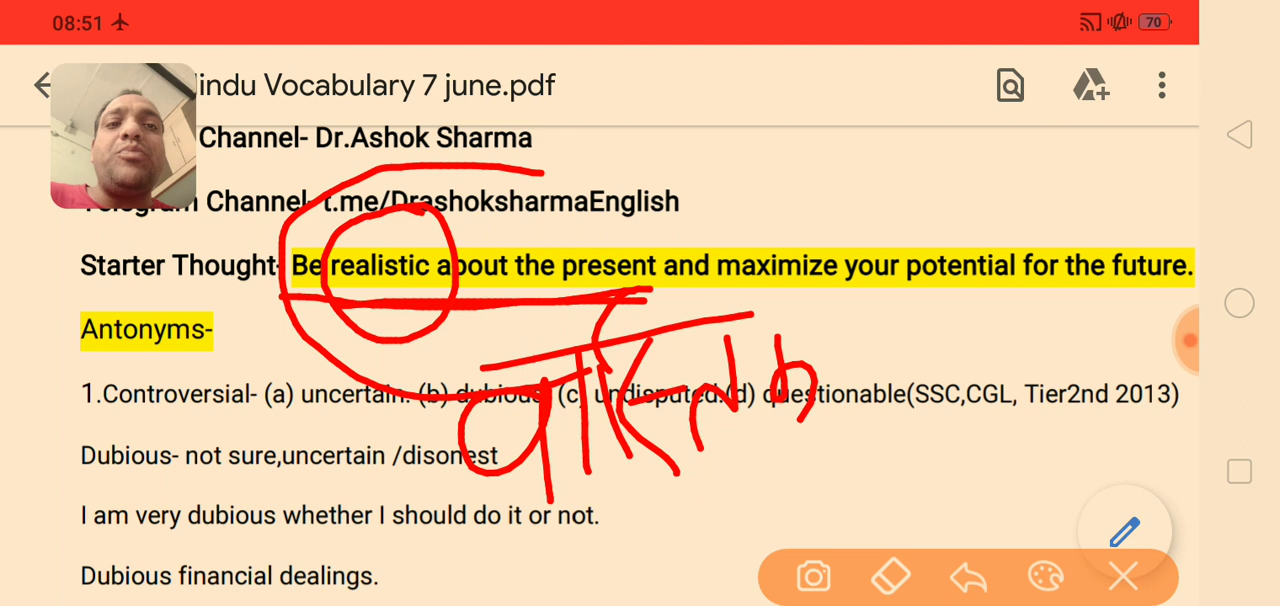 08:51
70
indu Vocabulary 7 june.pdf
Channel- Dr.Ashok Sharma
Telegram Channel- t.me/DrashoksharmaEnglish
Starter Thought- Be realistic about the present and maximize your potential for the future.
Antonyms-
1.Controversial- (a) uncertain. (b) dubious. (c) undisputed.(d) questionable(SSC,CGL, Tier2nd 2013)
Dubious- not sure,uncertain /disonest
I am very dubious whether I should do it or not.
Dubious financial dealings.